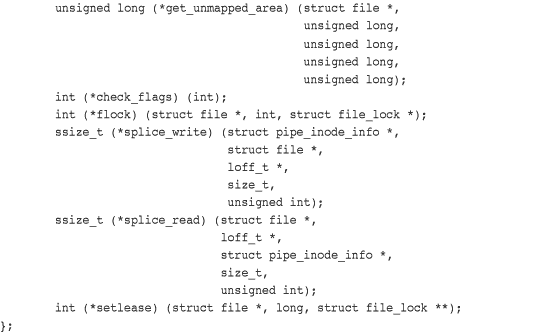 unsigned long (*get_unmapped_area) (struct file *,
unsigned long,
unsigned long,
unsigned long,
unsigned long);
int (*check_flags) (int);
int (*flock) (struct file *, int, struct file_lock *);
ssize_t (*splice_write) (struct pipe_inode_info *,
struct file *,
loff_t *,
size_t,
unsigned int);
ssize_t (*splice_read) (struct file *,
loff_t *,
struct pipe_inode_info *,
size_t,
unsigned int);
int (*setlease) (struct file *, long, struct file_lock **);
};